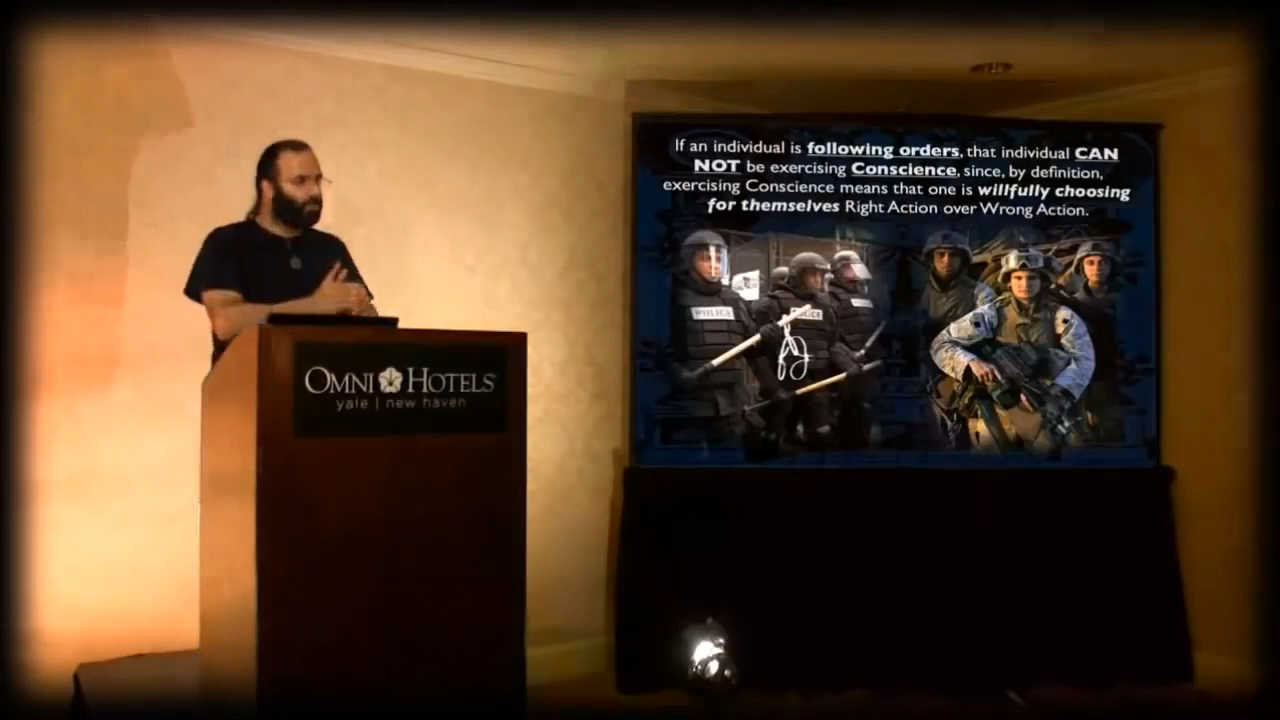 If an individual is following orders, that individual CAN
NOT be exercising Conscience, since, by definition,
exercising Conscience means that one is willfully choosing
for themselves Right Action over Wrong Action.
POLICE
POLICE
OMNI HOTELS
yale | new haven